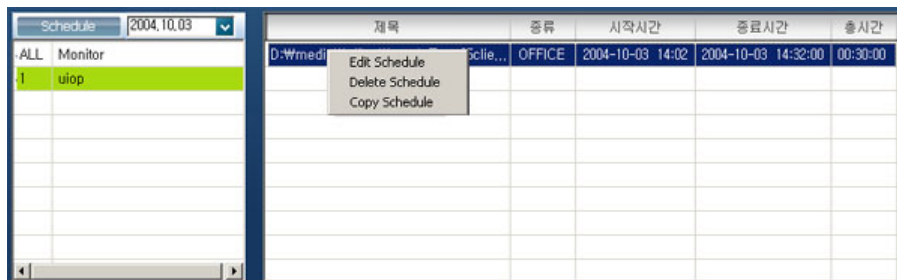 Schedule 2004,10,03
제목 종류 시작시간 종료시간 총시간
ALL Monitor
D:₩medi 5clie... OFFICE 2004-10-03 14:02 2004-10-03 14:32:00 00:30:00
1 uiop
Edit Schedule
Delete Schedule
Copy Schedule